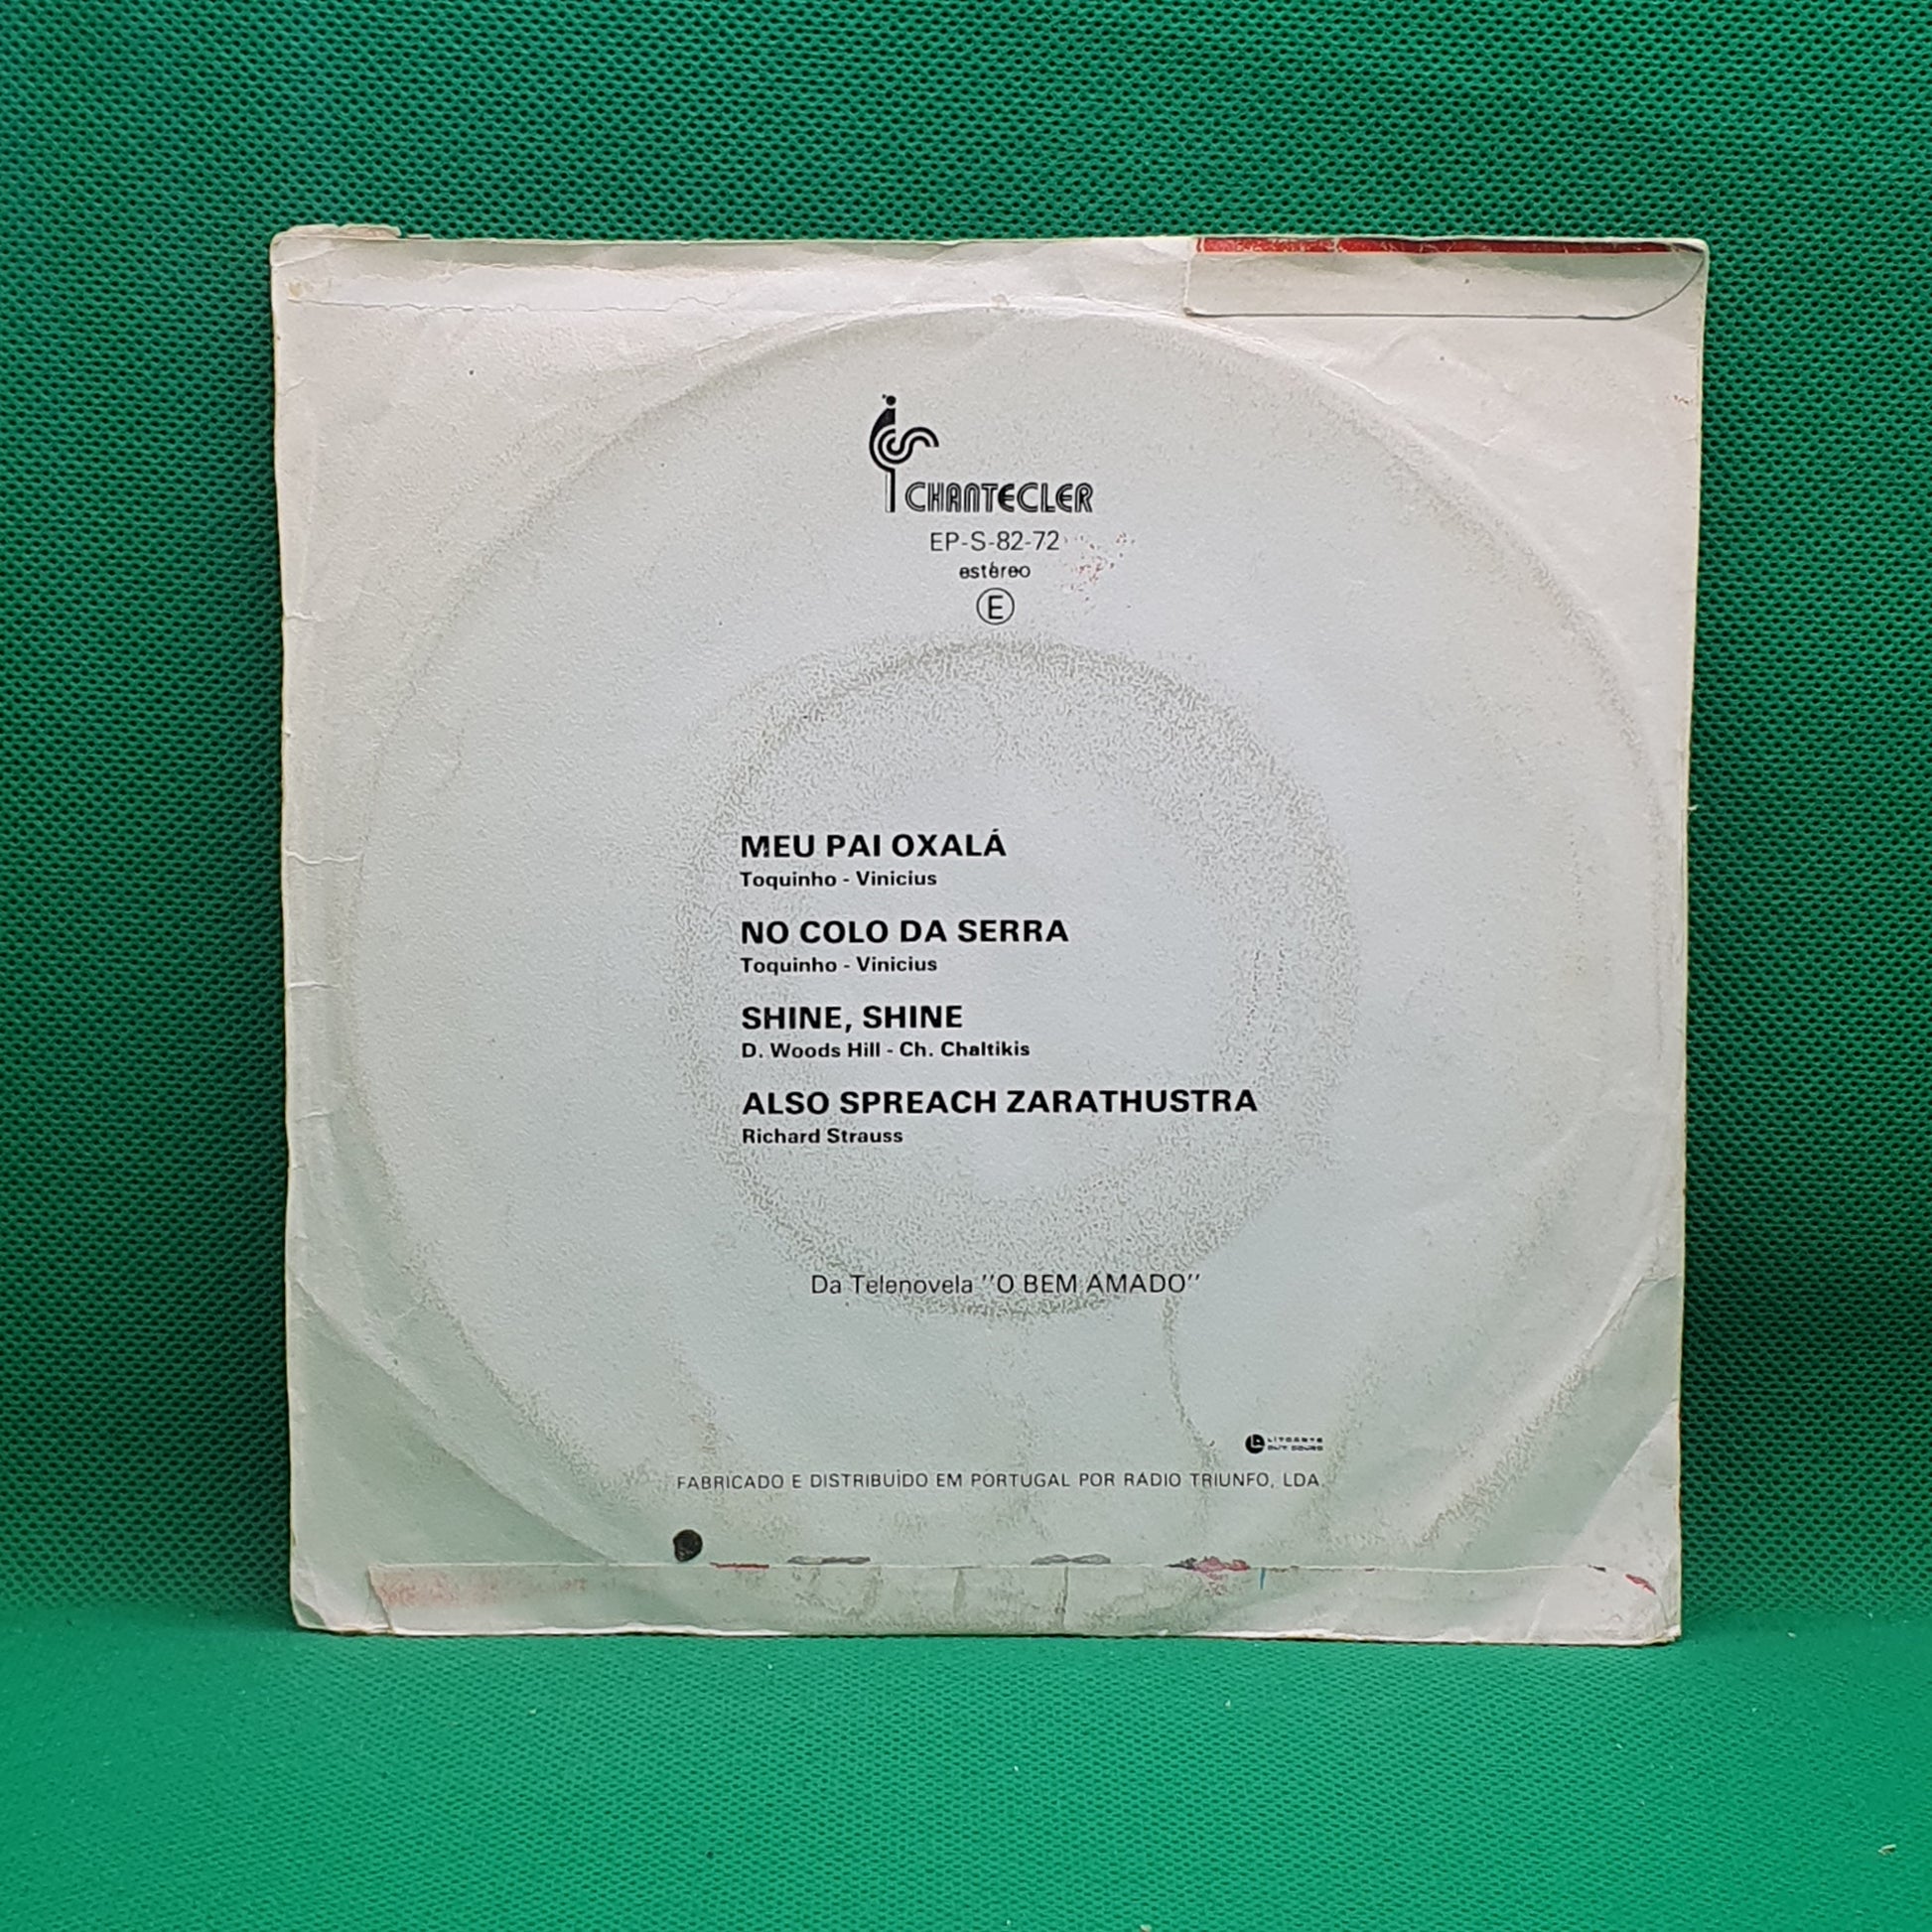 CHANTECLER
EP-S-82-72
estéreo
E
MEU PAI OXALÁ
Toquinho - Vinicius
NO COLO DA SERRA
Toquinho - Vinicius
SHINE, SHINE
D. Woods Hill - Ch. Chaltikis
ALSO SPREACH ZARATHUSTRA
Richard Strauss
Da Telenovela ''O BEM AMADO''
FABRICADO E DISTRIBUÍDO EM PORTUGAL POR RÁDIO TRIUNFO, LDA.